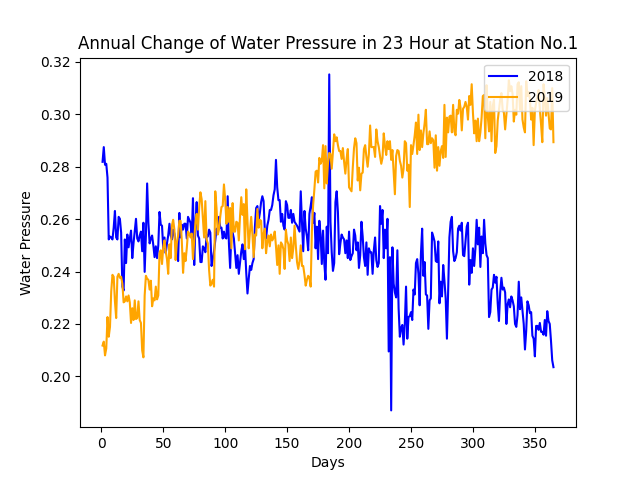 Annual Change of Water Pressure in 23 Hour at Station No.1
0.32
0.30
0.28
0.26
0.24
0.22
0.20
Water Pressure
2018
2019
0 50 100 150 200 250 300 350
Days